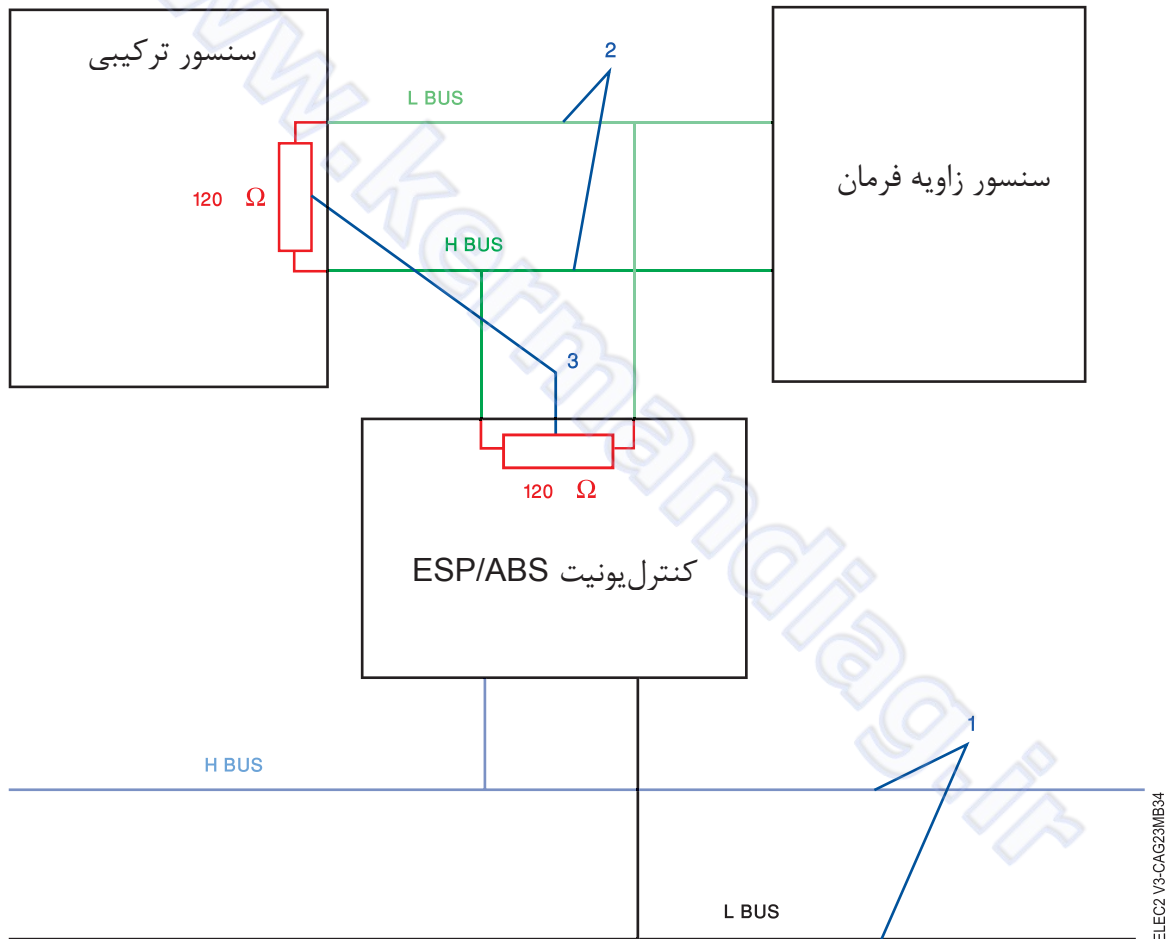 سنسور ترکیبی
2
L BUS
سنسور زاویه فرمان
120 Ω
H BUS
3
120 Ω
کنترل‌یونیت ESP/ABS
1
H BUS
L BUS
ELEC2 V3-CAG23MB34
www.kermandiag.ir